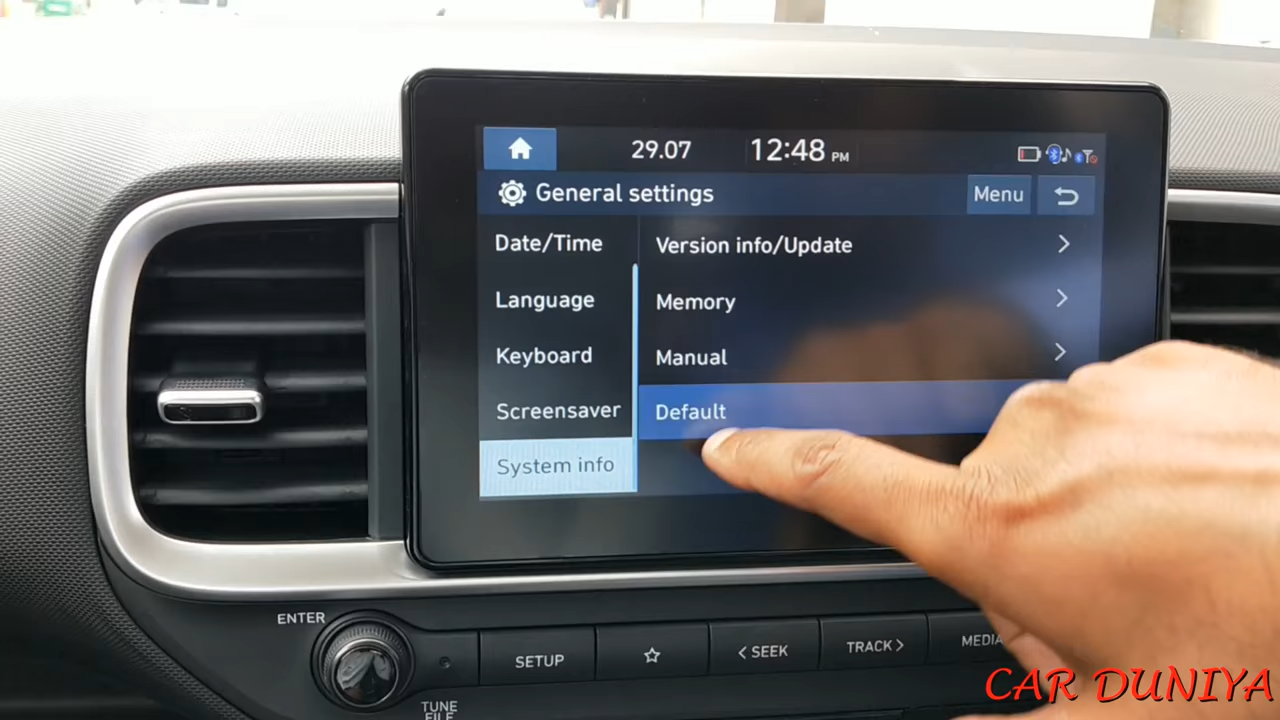 29.07 12:48 PM
General settings Menu
Date/Time
Language
Keyboard
Screensaver
System info
Version info/Update
Memory
Manual
Default
ENTER
SETUP
< SEEK
TRACK >
MEDIA
TUNE
FILE
CAR DUNIYA